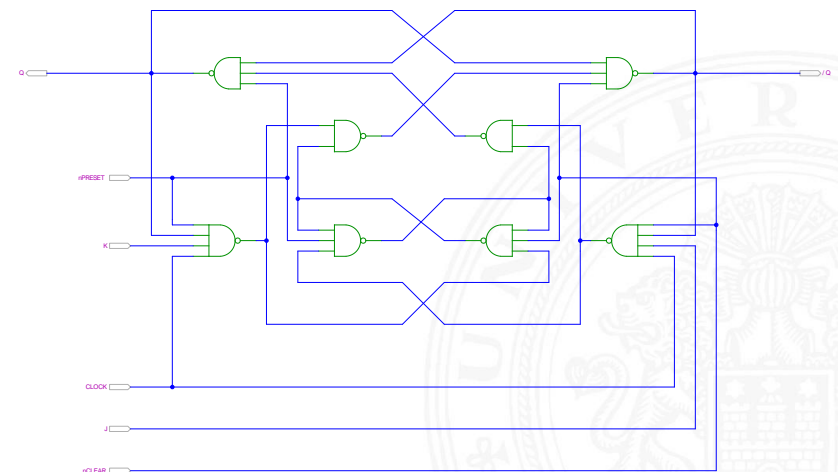 Q
/ Q
nPRESET
K
CLOCK
J
nCLEAR
U N I V E R